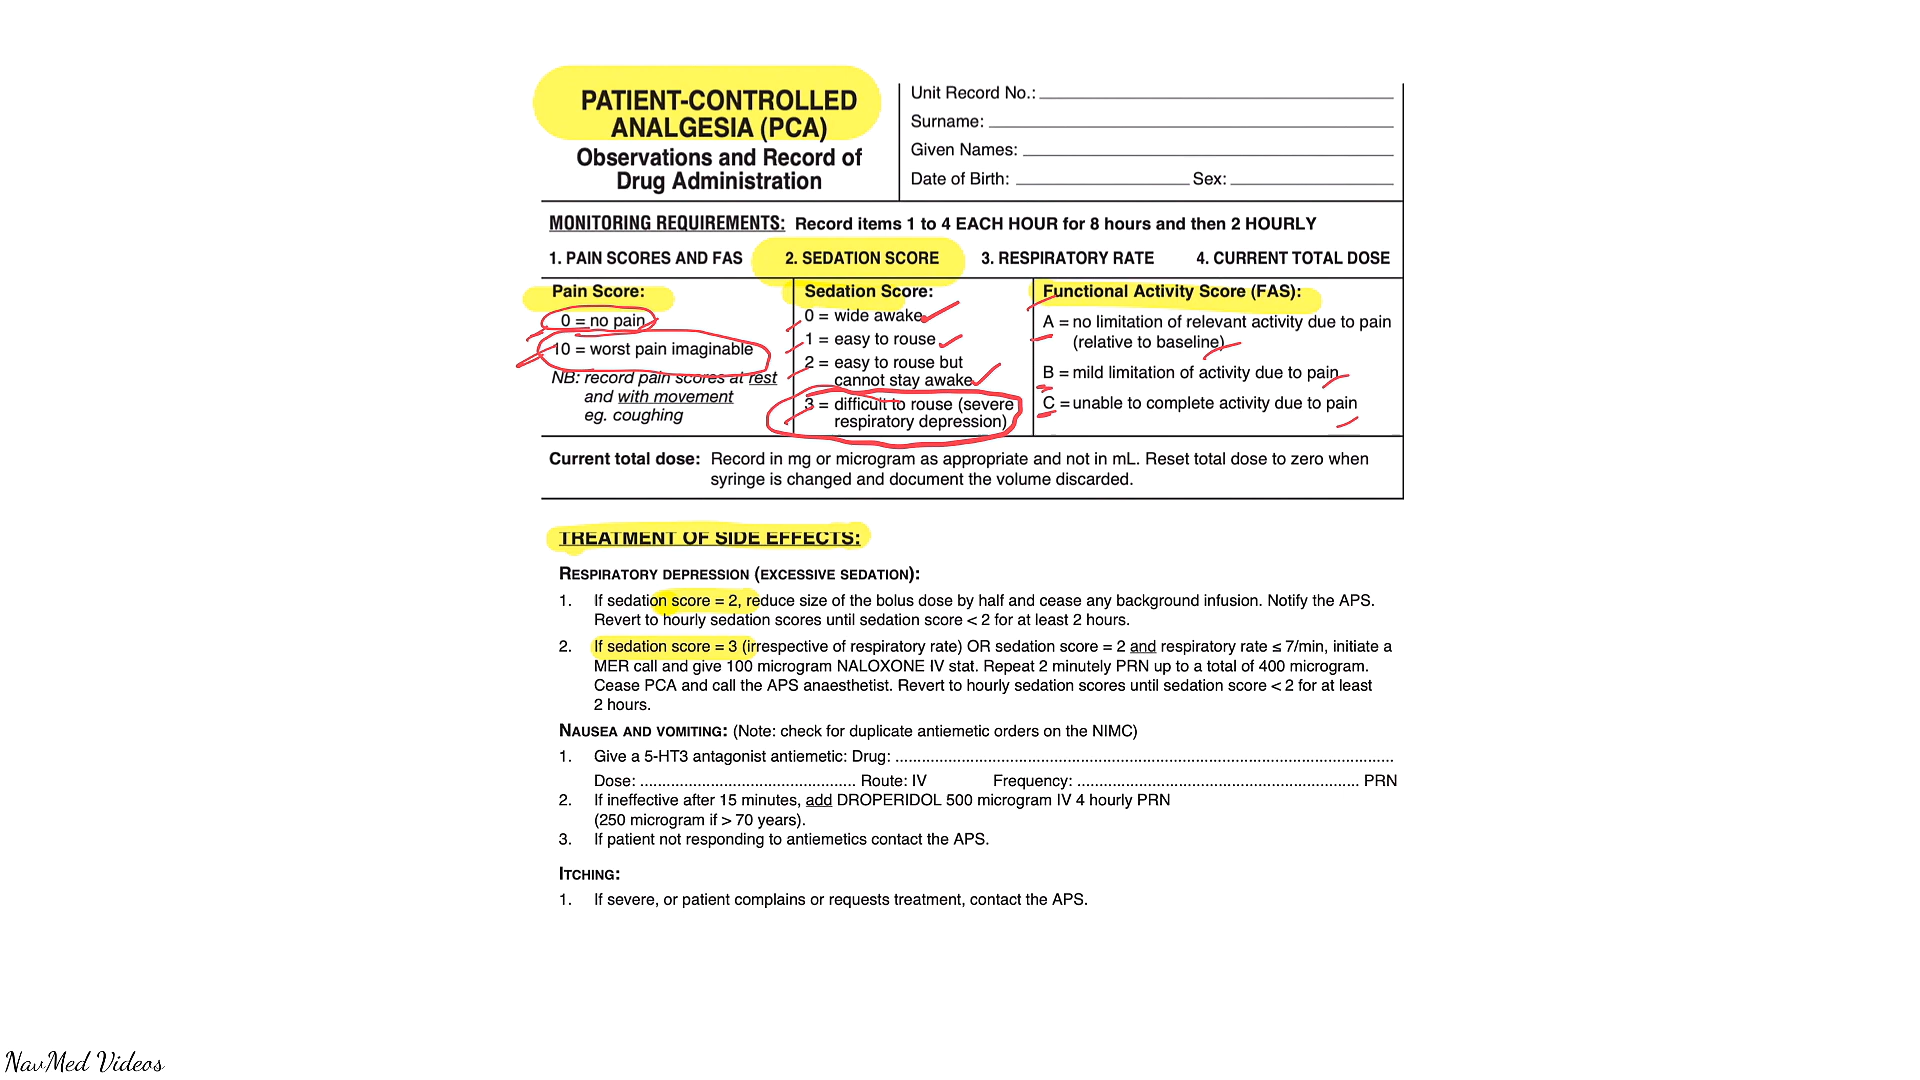 PATIENT-CONTROLLED
ANALGESIA (PCA)
Observations and Record of
Drug Administration
Unit Record No.:
Surname:
Given Names:
Date of Birth: Sex:
MONITORING REQUIREMENTS: Record items 1 to 4 EACH HOUR for 8 hours and then 2 HOURLY
1. PAIN SCORES AND FAS 2. SEDATION SCORE 3. RESPIRATORY RATE 4. CURRENT TOTAL DOSE
Pain Score:
0 = no pain
10 = worst pain imaginable
NB: record pain scores at rest
and with movement
eg. coughing
Sedation Score:
0 = wide awake
1 = easy to rouse
2 = easy to rouse but
cannot stay awake
3 = difficult to rouse (severe
respiratory depression)
Functional Activity Score (FAS):
A = no limitation of relevant activity due to pain
(relative to baseline)
B = mild limitation of activity due to pain
C = unable to complete activity due to pain
Current total dose: Record in mg or microgram as appropriate and not in mL. Reset total dose to zero when
syringe is changed and document the volume discarded.
TREATMENT OF SIDE EFFECTS:
RESPIRATORY DEPRESSION (EXCESSIVE SEDATION):
1. If sedation score = 2, reduce size of the bolus dose by half and cease any background infusion. Notify the APS.
Revert to hourly sedation scores until sedation score < 2 for at least 2 hours.
2. If sedation score = 3 (irrespective of respiratory rate) OR sedation score = 2 and respiratory rate ≤ 7/min, initiate a
MER call and give 100 microgram NALOXONE IV stat. Repeat 2 minutely PRN up to a total of 400 microgram.
Cease PCA and call the APS anaesthetist. Revert to hourly sedation scores until sedation score < 2 for at least
2 hours.
NAUSEA AND VOMITING: (Note: check for duplicate antiemetic orders on the NIMC)
1. Give a 5-HT3 antagonist antiemetic: Drug: ..........
Dose: .......... Route: IV Frequency: .......... PRN
2. If ineffective after 15 minutes, add DROPERIDOL 500 microgram IV 4 hourly PRN
(250 microgram if > 70 years).
3. If patient not responding to antiemetics contact the APS.
ITCHING:
1. If severe, or patient complains or requests treatment, contact the APS.
NavMed Videos